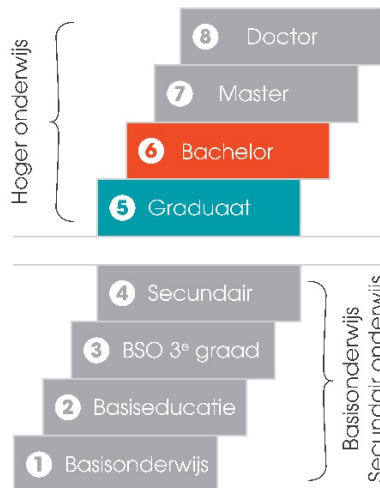 8 Doctor
7 Master
6 Bachelor
5 Graduaat
Hoger onderwijs
4 Secundair
3 BSO 3e graad
2 Basiseducatie
1 Basisonderwijs
Basisonderwijs
Secundair onderwijs